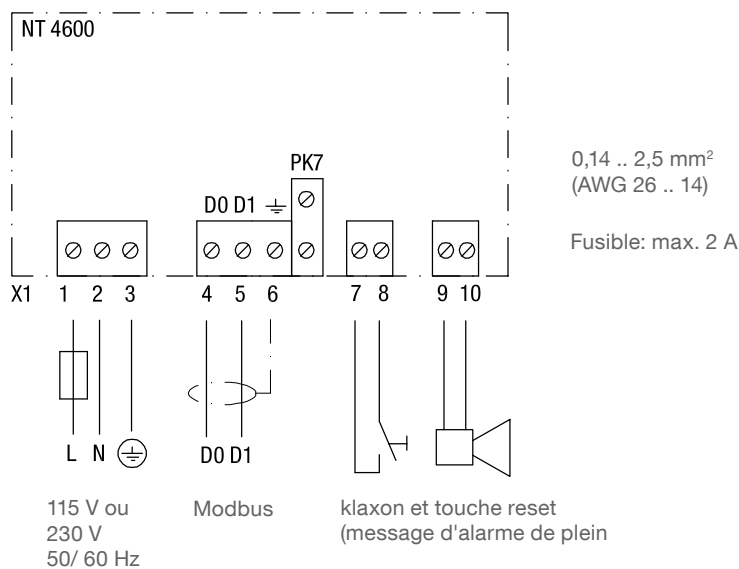 NT 4600
PK7
D0 D1
X1 1 2 3 4 5 6 7 8 9 10
L N
D0 D1
115 V ou
230 V
50/ 60 Hz
Modbus
klaxon et touche reset
(message d'alarme de plein
0,14 .. 2,5 mm²
(AWG 26 .. 14)
Fusible: max. 2 A